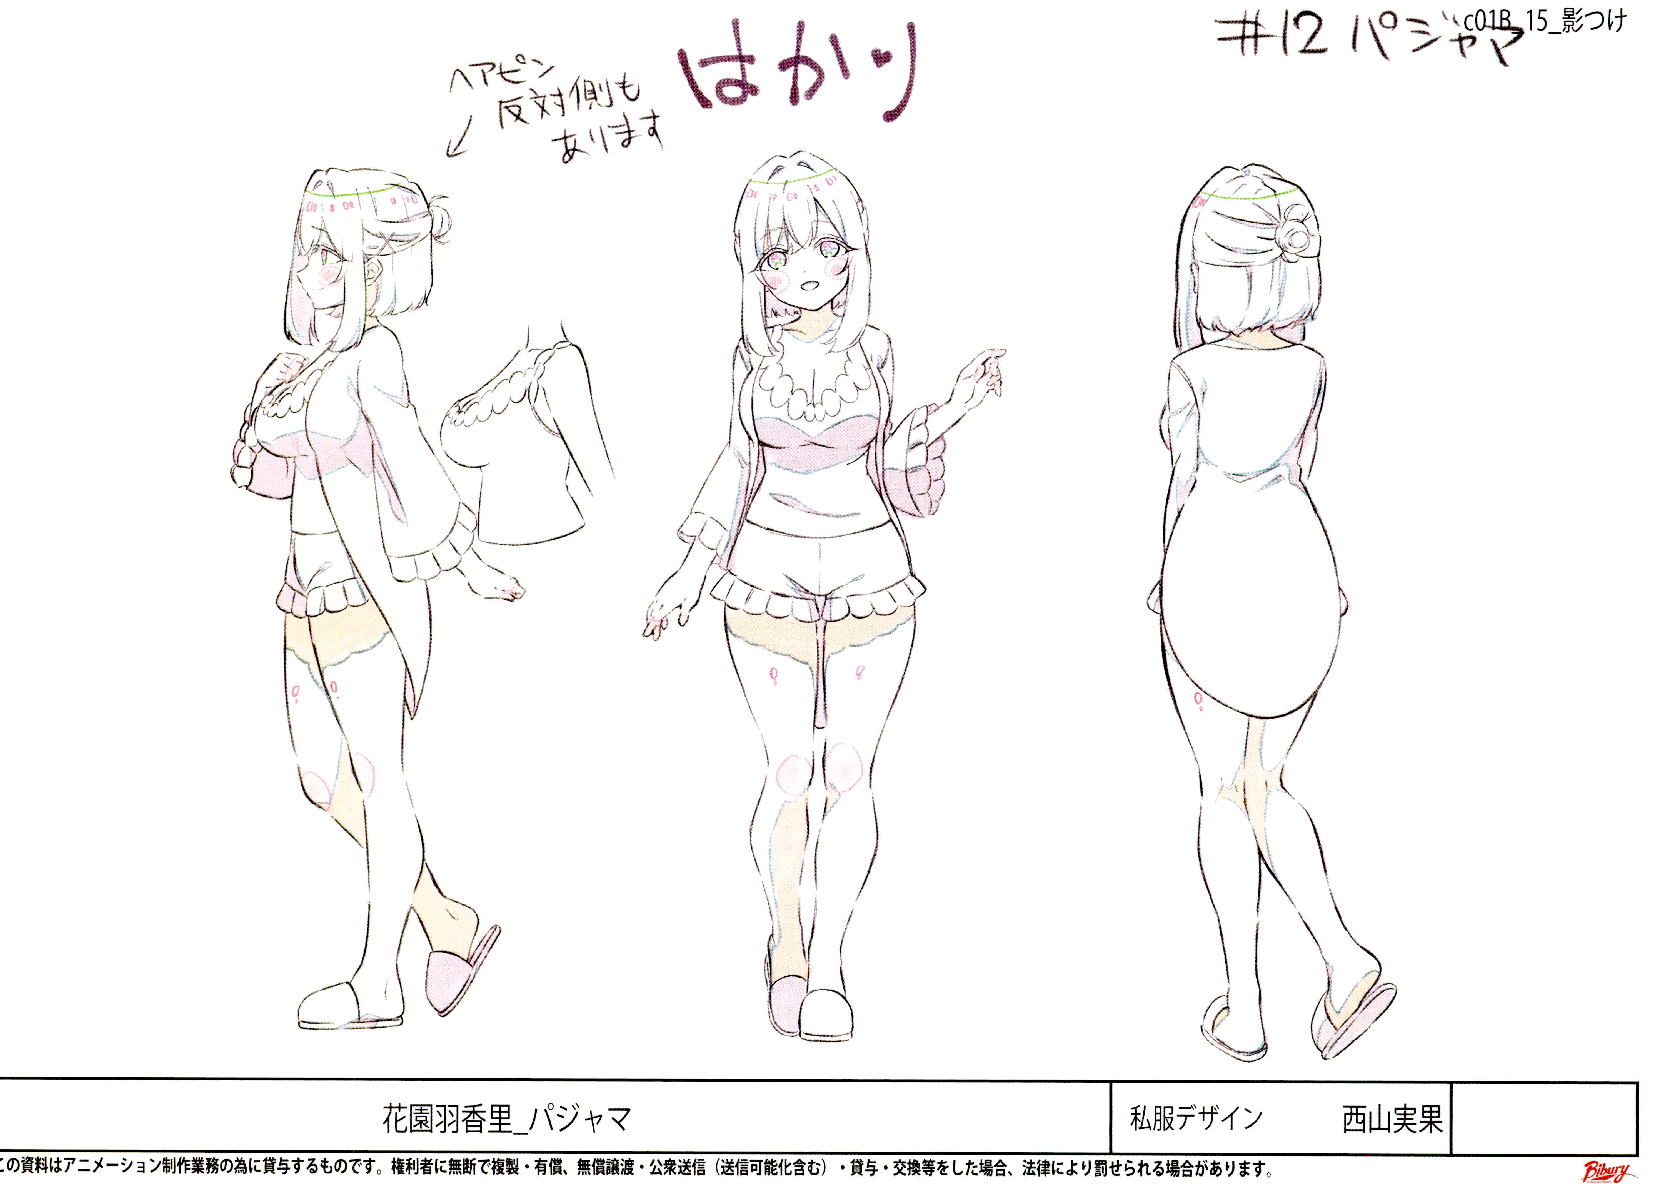 #12 パジャマ
c01B_15_影つけ
はかり
ヘアピン
反対側も
あります
花園羽香里_パジャマ
私服デザイン
西山実果
この資料はアニメーション制作業務の為に貸与するものです。権利者に無断で複製・有償、無償譲渡・公衆送信（送信可能化含む）・貸与・交換等をした場合、法律により罰せられる場合があります。
Bibury